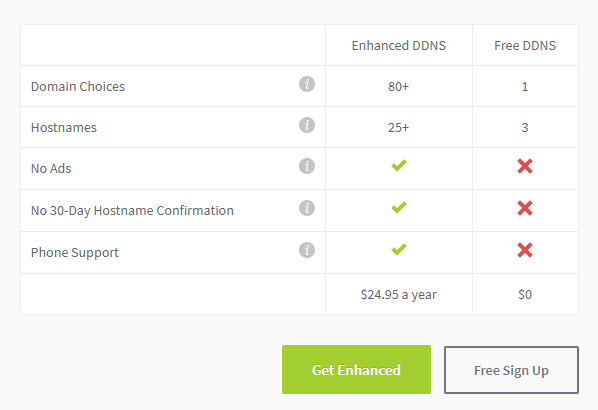 Enhanced DDNS Free DDNS
Domain Choices i 80+ 1
Hostnames i 25+ 3
No Ads i
No 30-Day Hostname Confirmation i
Phone Support i
$24.95 a year $0
Get Enhanced Free Sign Up